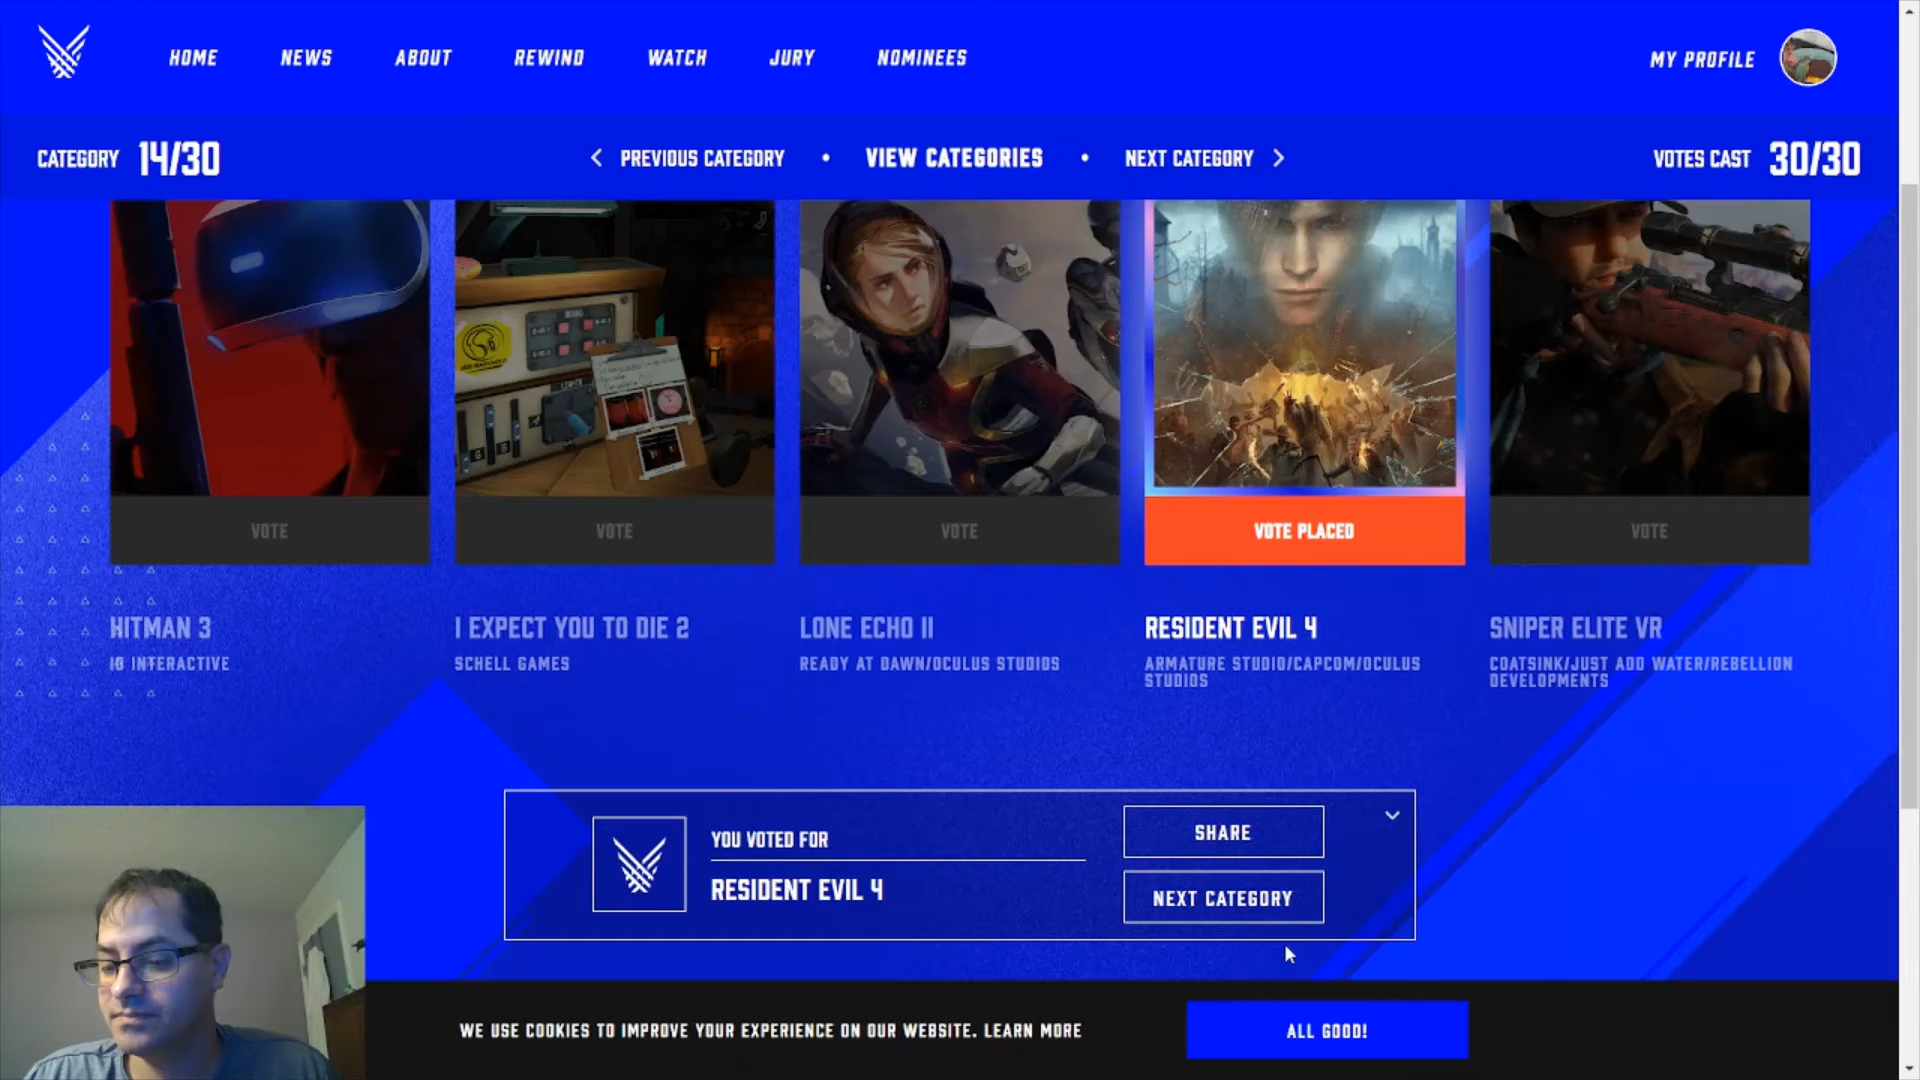 HOME NEWS ABOUT REWIND WATCH JURY NOMINEES MY PROFILE
CATEGORY 14/30 PREVIOUS CATEGORY • VIEW CATEGORIES • NEXT CATEGORY VOTES CAST 30/30
VOTE VOTE VOTE VOTE PLACED VOTE
HITMAN 3
IO INTERACTIVE
I EXPECT YOU TO DIE 2
SCHELL GAMES
LONE ECHO II
READY AT DAWN/OCULUS STUDIOS
RESIDENT EVIL 4
ARMATURE STUDIO/CAPCOM/OCULUS
STUDIOS
SNIPER ELITE VR
COATSINK/JUST ADD WATER/REBELLION
DEVELOPMENTS
YOU VOTED FOR
RESIDENT EVIL 4
SHARE
NEXT CATEGORY
WE USE COOKIES TO IMPROVE YOUR EXPERIENCE ON OUR WEBSITE. LEARN MORE
ALL GOOD!